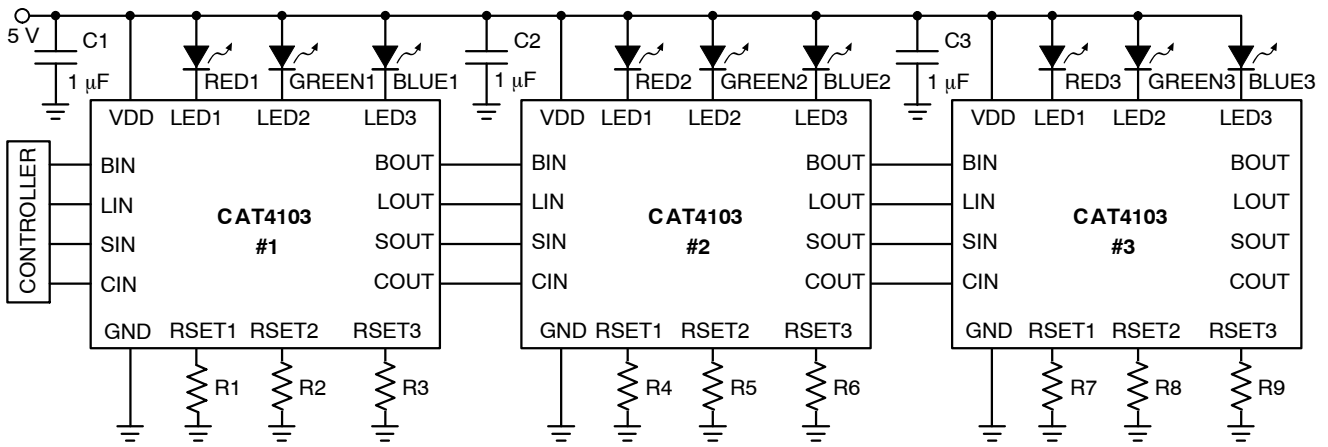 5 V
C1
1 μF
RED1
GREEN1
BLUE1
C2
1 μF
RED2
GREEN2
BLUE2
C3
1 μF
RED3
GREEN3
BLUE3
CONTROLLER
VDD LED1 LED2 LED3
BIN BOUT
LIN LOUT
CAT4103
#1
SIN SOUT
CIN COUT
GND RSET1 RSET2 RSET3
R1
R2
R3
VDD LED1 LED2 LED3
BIN BOUT
LIN LOUT
CAT4103
#2
SIN SOUT
CIN COUT
GND RSET1 RSET2 RSET3
R4
R5
R6
VDD LED1 LED2 LED3
BIN BOUT
LIN LOUT
CAT4103
#3
SIN SOUT
CIN COUT
GND RSET1 RSET2 RSET3
R7
R8
R9